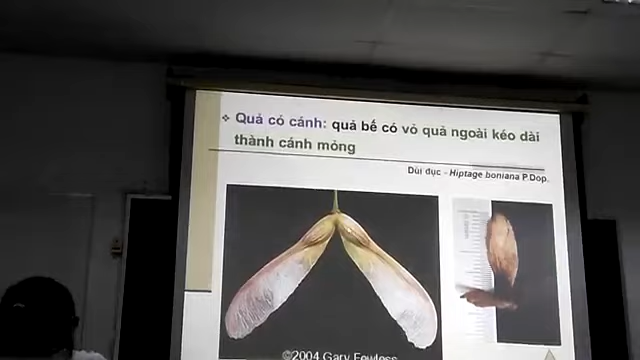 ❖ Quả có cánh: quả bế có vỏ quả ngoài kéo dài
thành cánh mỏng
Dùi đục - Hiptage boniana P.Dop.
©2004 Gary Fewless